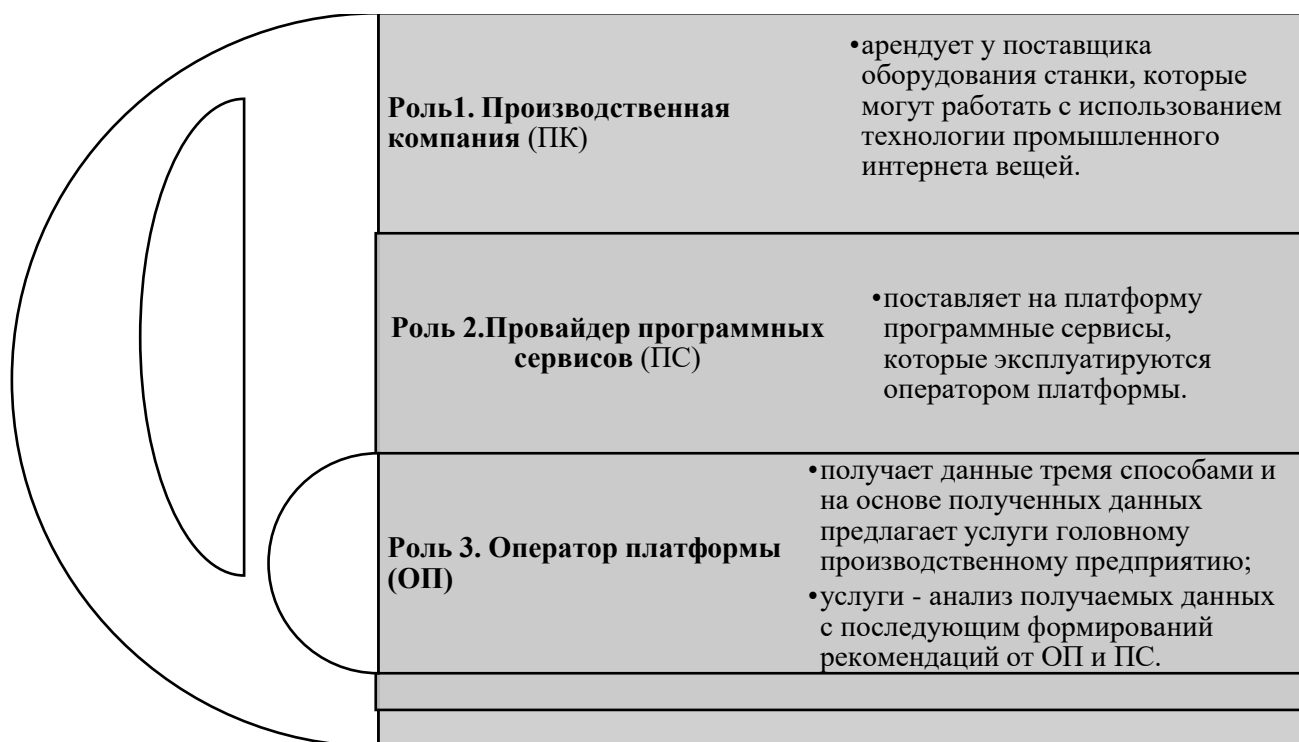 Роль1. Производственная
компания (ПК)
•арендует у поставщика
оборудования станки, которые
могут работать с использованием
технологии промышленного
интернета вещей.
Роль 2.Провайдер программных
сервисов (ПС)
•поставляет на платформу
программные сервисы,
которые эксплуатируются
оператором платформы.
Роль 3. Оператор платформы
(ОП)
•получает данные тремя способами и
на основе полученных данных
предлагает услуги головному
производственному предприятию;
•услуги - анализ получаемых данных
с последующим формирований
рекомендаций от ОП и ПС.